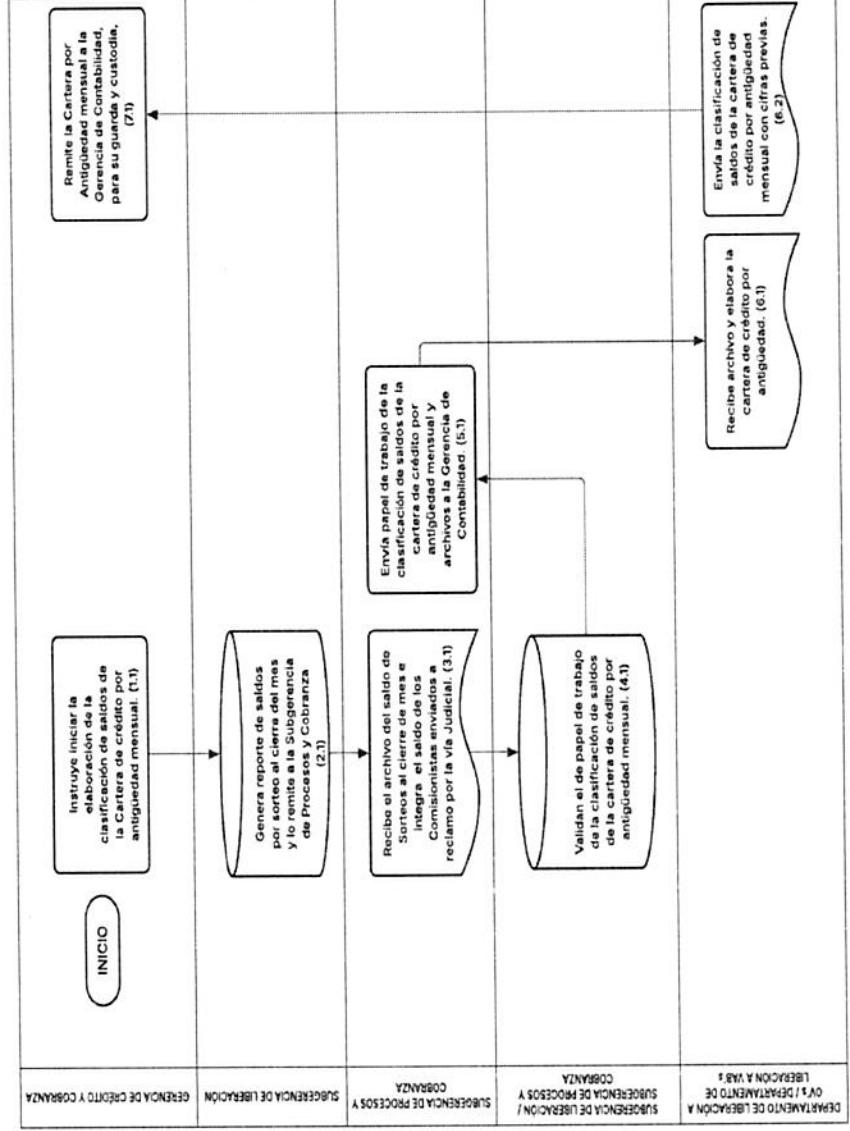 GERENCIA DE CRÉDITO Y COBRANZA
INICIO
Instruye iniciar la
elaboración de la
clasificación de saldos de
la Cartera de crédito por
antigüedad mensual. (1.1)
Remite la Cartera por
Antigüedad mensual a la
Gerencia de Contabilidad,
para su guarda y custodia,
(7.1)
SUBGERENCIA DE LIBERACIÓN
Genera reporte de saldos
por sorteo al cierre del mes
y lo remite a la Subgerencia
de Procesos y Cobranza
(2.1)
SUBGERENCIA DE PROCESOS Y
COBRANZA
Recibe el archivo del saldo de
Sorteos al cierre de mes e
integra el saldo de los
Comisionistas enviados a
reclamo por la vía Judicial. (3.1)
Envía papel de trabajo de la
clasificación de saldos de la
cartera de crédito por
antigüedad mensual y
archivos a la Gerencia de
Contabilidad. (5.1)
SUBGERENCIA DE LIBERACIÓN /
SUBGERENCIA DE PROCESOS Y
COBRANZA
Validan el de papel de trabajo
de la clasificación de saldos
de la cartera de crédito por
antigüedad mensual. (4.1)
DEPARTAMENTO DE LIBERACIÓN A
OV's / DEPARTAMENTO DE
LIBERACIÓN A VAB's
Recibe archivo y elabora la
cartera de crédito por
antigüedad. (6.1)
Envía la clasificación de
saldos de la cartera de
crédito por antigüedad
mensual con cifras previas.
(6.2)